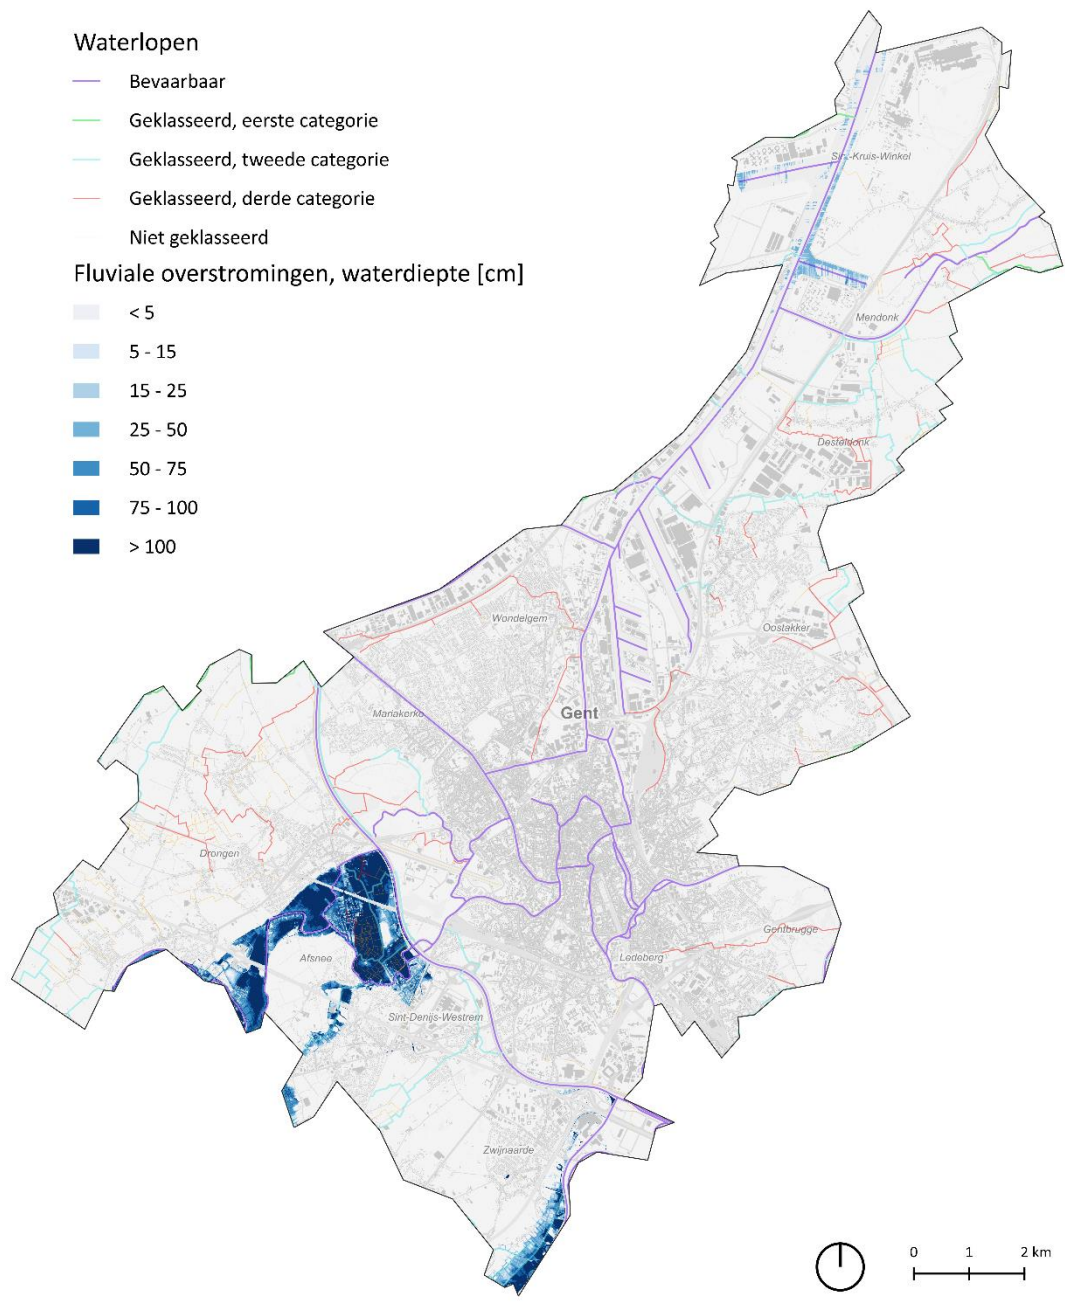 Waterlopen
Bevaarbaar
Geklasseerd, eerste categorie
Geklasseerd, tweede categorie
Geklasseerd, derde categorie
Niet geklasseerd
Fluviale overstromingen, waterdiepte [cm]
< 5
5 - 15
15 - 25
25 - 50
50 - 75
75 - 100
> 100
Sint-Kruis-Winkel
Mendonk
Desteldonk
Wondelgem
Oostakker
Mariakerke
Gent
Drongen
Gentbrugge
Afsnee
Ledeberg
Sint-Denijs-Westrem
Zwijnaarde
0 1 2 km